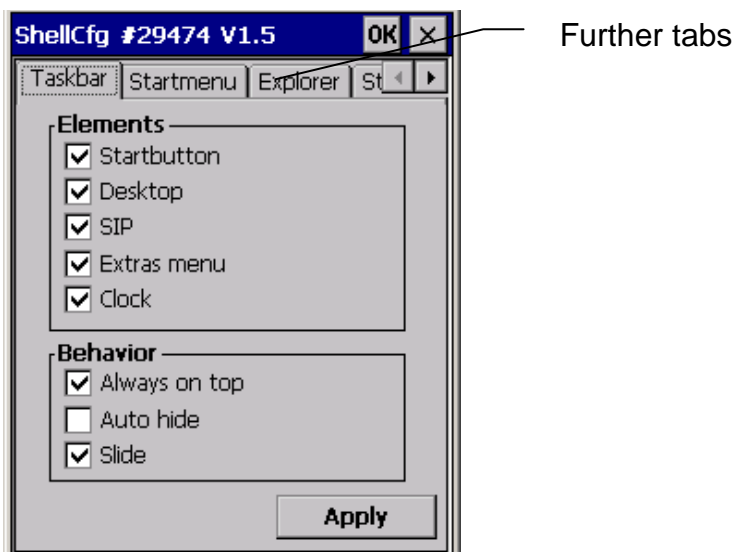 ShellCfg #29474 V1.5 OK
Further tabs
Taskbar Startmenu Explorer
Elements
Startbutton
Desktop
SIP
Extras menu
Clock
Behavior
Always on top
Auto hide
Slide
Apply